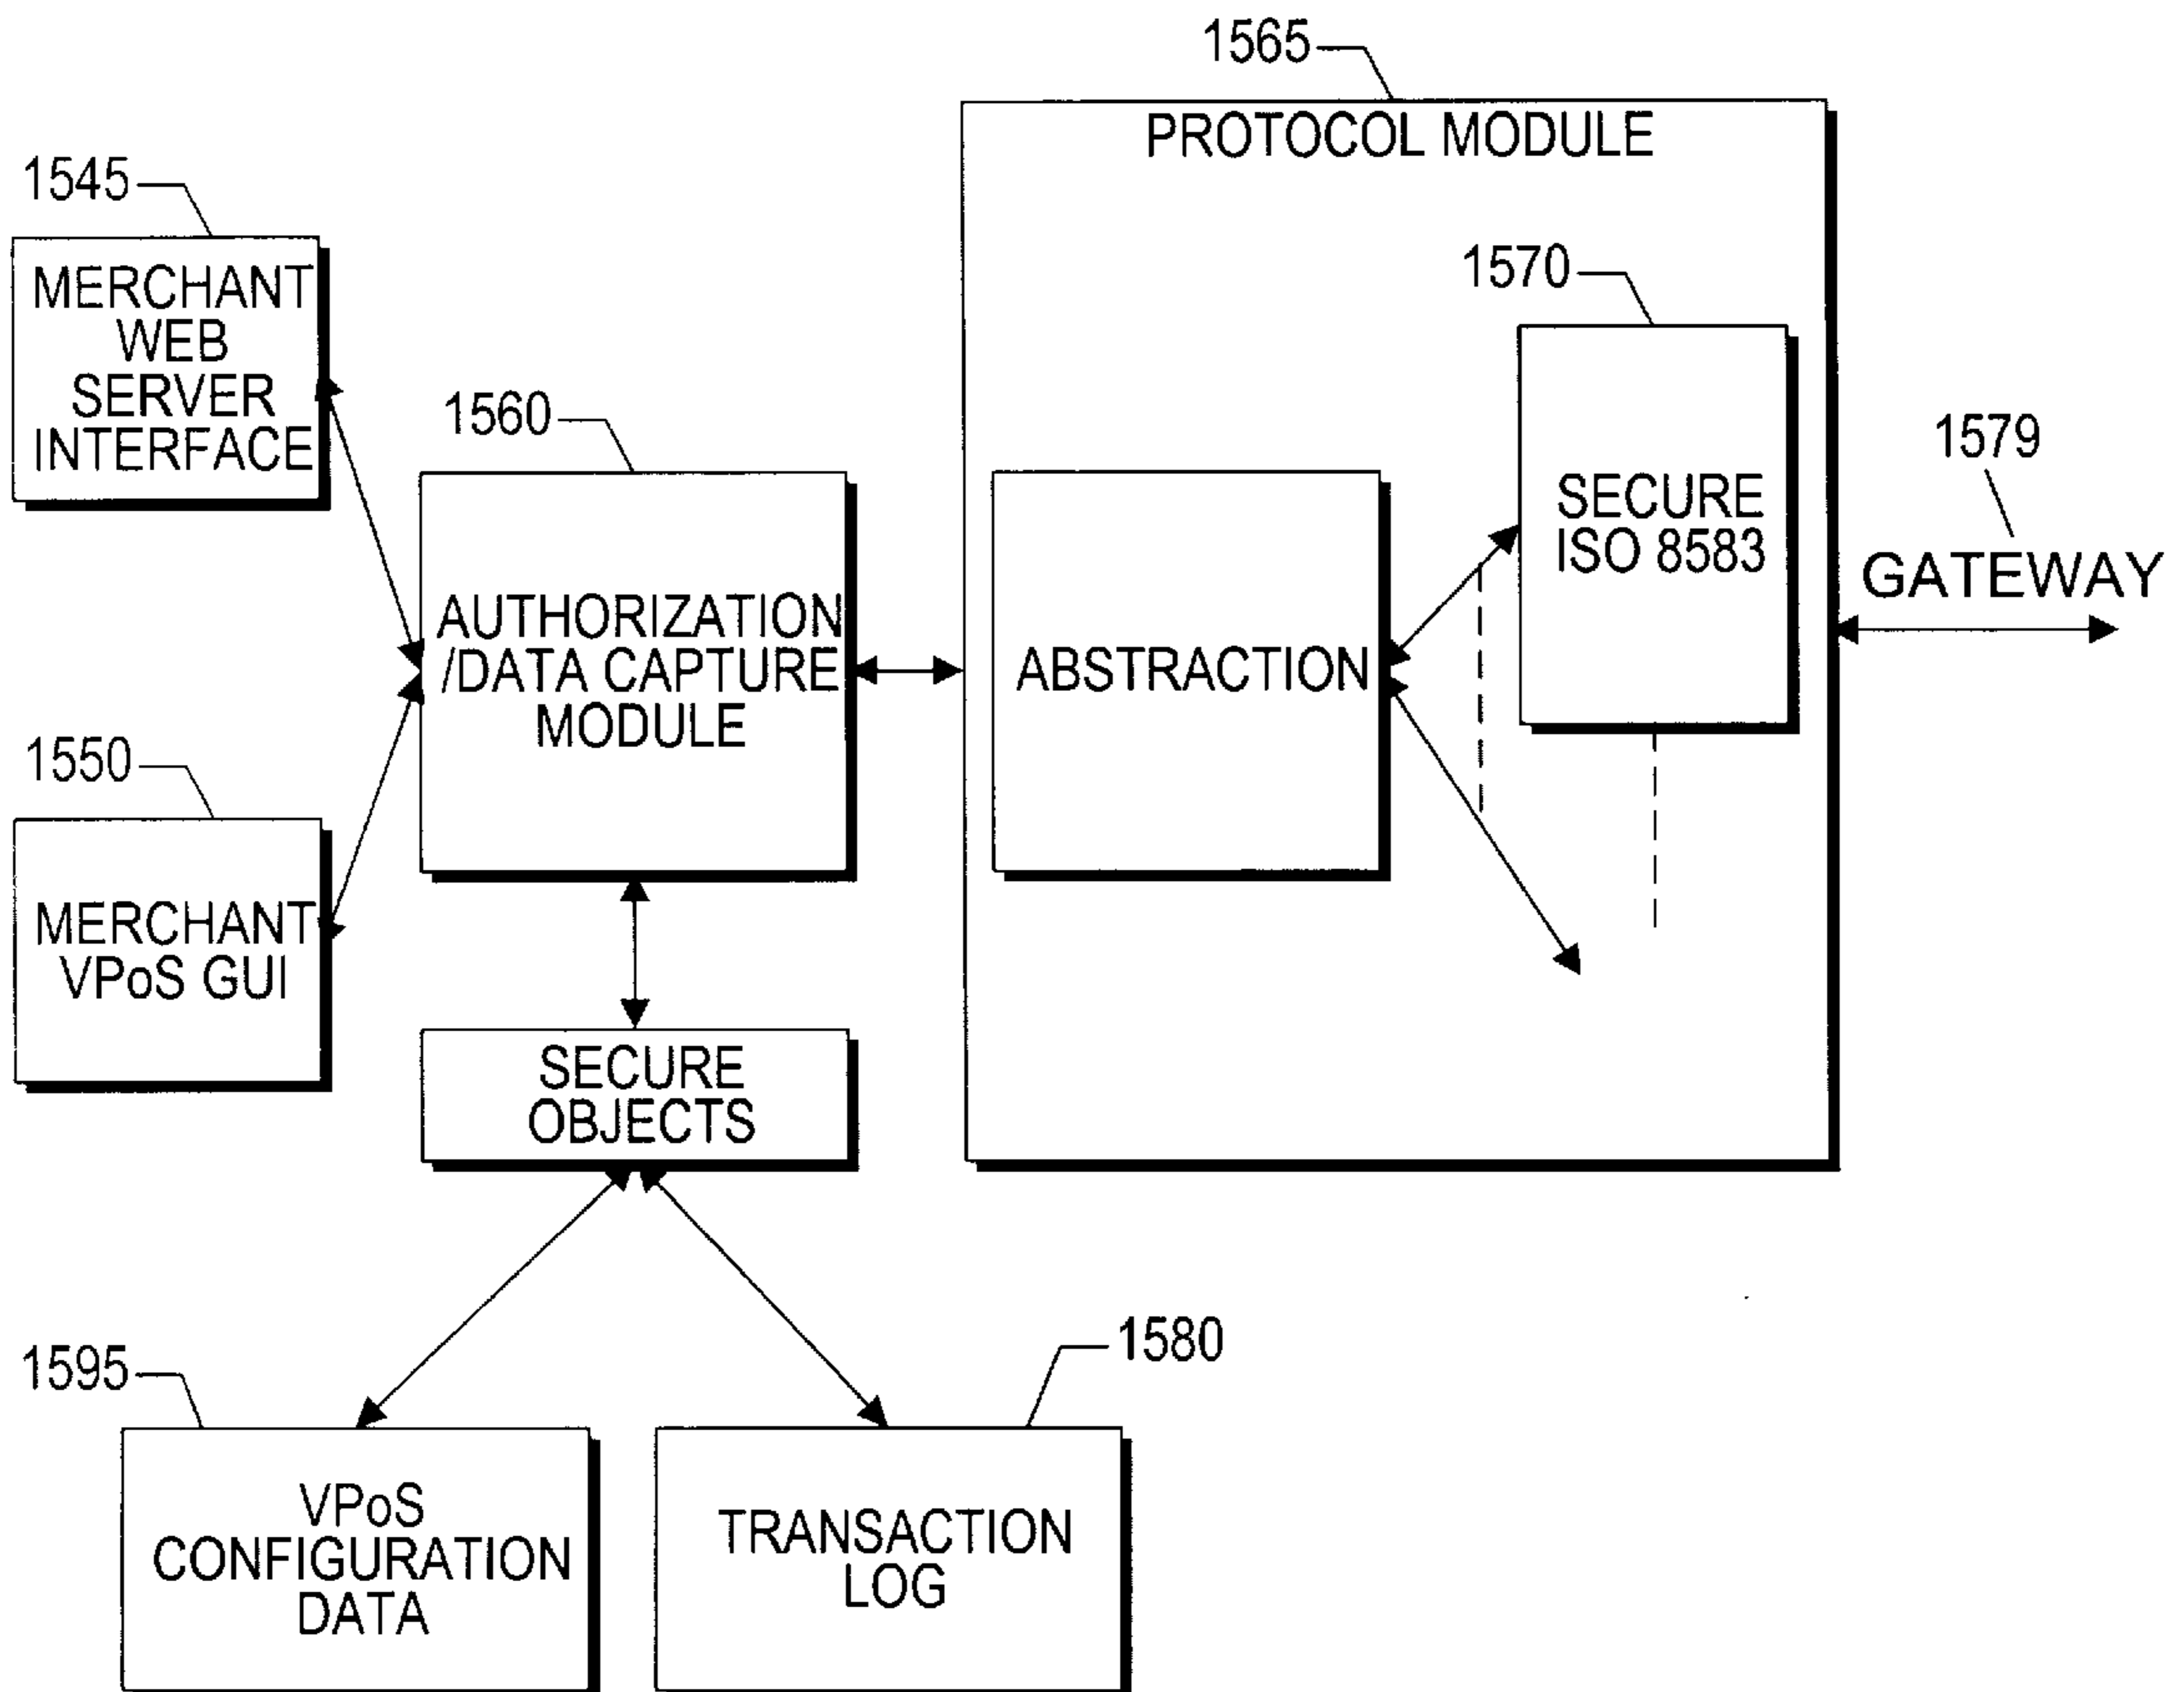 1565
PROTOCOL MODULE
1545
MERCHANT
WEB
SERVER
INTERFACE
1570
SECURE
ISO 8583
1560
AUTHORIZATION
/DATA CAPTURE
MODULE
ABSTRACTION
1579
GATEWAY
1550
MERCHANT
VPoS GUI
SECURE
OBJECTS
1595
VPoS
CONFIGURATION
DATA
1580
TRANSACTION
LOG